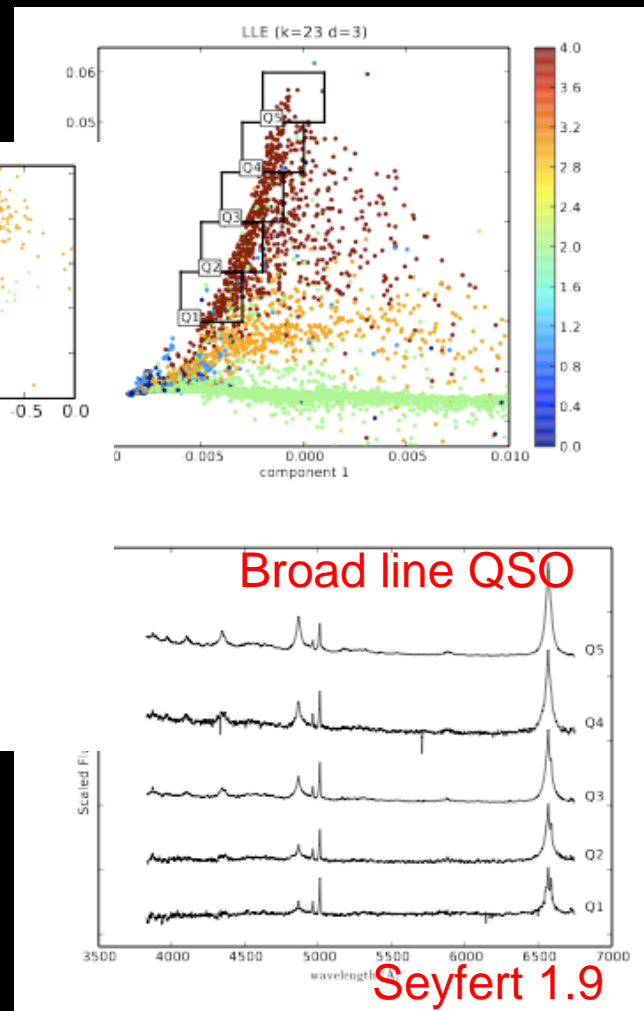 LLE (k=23 d=3)
0.06
0.05
Q5
Q4
Q3
Q2
Q1
4.0
3.6
3.2
2.8
2.4
2.0
1.6
1.2
0.8
0.4
0.0
-0.5 0.0
0 -0.005 0.000 0.005 0.010
component 1
Broad line QSO
Q5
Q4
Q3
Q2
Q1
Scaled
3500 4000 4500 5000 5500 6000 6500 7000
wavelength
Seyfert 1.9